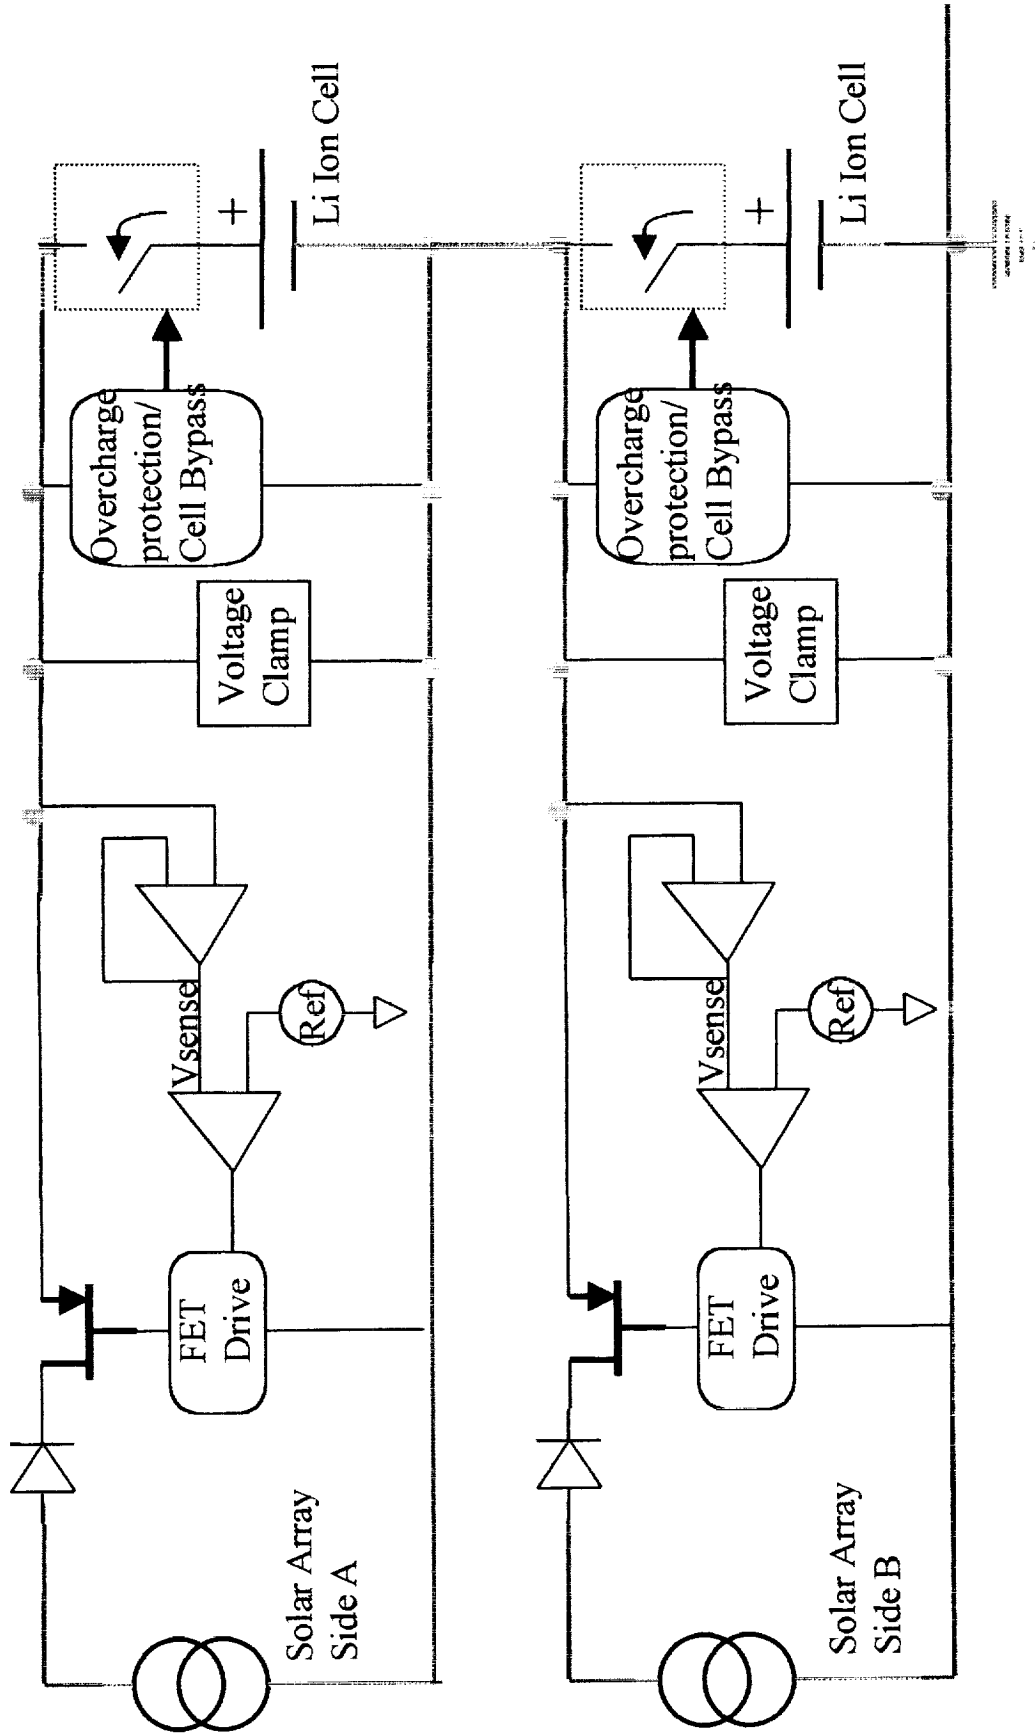 Solar Array
Side A
FET
Drive
Vsense
Ref
Voltage
Clamp
Overcharge
protection/
Cell Bypass
+
Li Ion Cell
Solar Array
Side B
FET
Drive
Vsense
Ref
Voltage
Clamp
Overcharge
protection/
Cell Bypass
+
Li Ion Cell